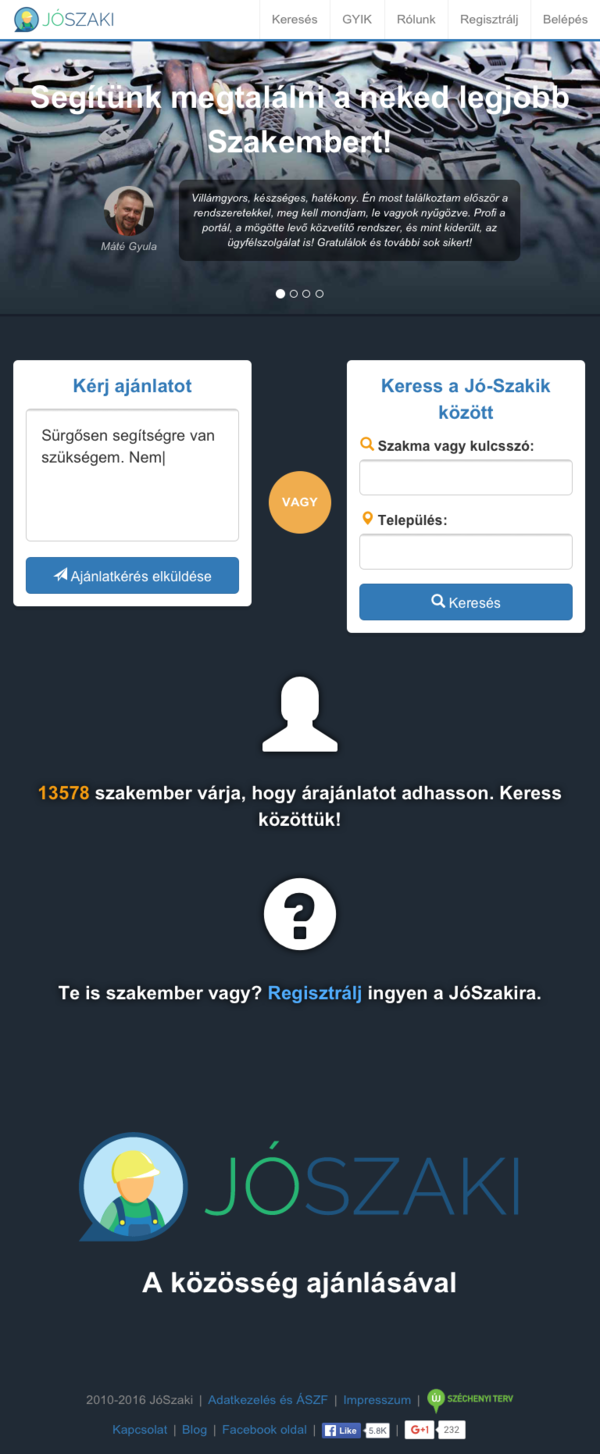 JÓSZAKI
Keresés
GYIK
Rólunk
Regisztrálj
Belépés
Segítünk megtalálni a neked legjobb
Szakembert!
Villámgyors, készséges, hatékony. Én most találkoztam először a
rendszeretekkel, meg kell mondjam, le vagyok nyűgözve. Profi a
portál, a mögötte levő közvetítő rendszer, és mint kiderült, az
ügyfélszolgálat is! Gratulálok és további sok sikert!
Máté Gyula
Kérj ajánlatot
Sürgősen segítségre van
szükségem. Nem|
Ajánlatkérés elküldése
VAGY
Keress a Jó-Szakik
között
Szakma vagy kulcsszó:
Település:
Keresés
13578 szakember várja, hogy árajánlatot adhasson. Keress
közöttük!
?
Te is szakember vagy? Regisztrálj ingyen a JóSzakira.
JÓSZAKI
A közösség ajánlásával
2010-2016 JóSzaki | Adatkezelés és ÁSZF | Impresszum | ÚJ SZÉCHENYI TERV
Kapcsolat | Blog | Facebook oldal | f Like 5.8K | G+1 232